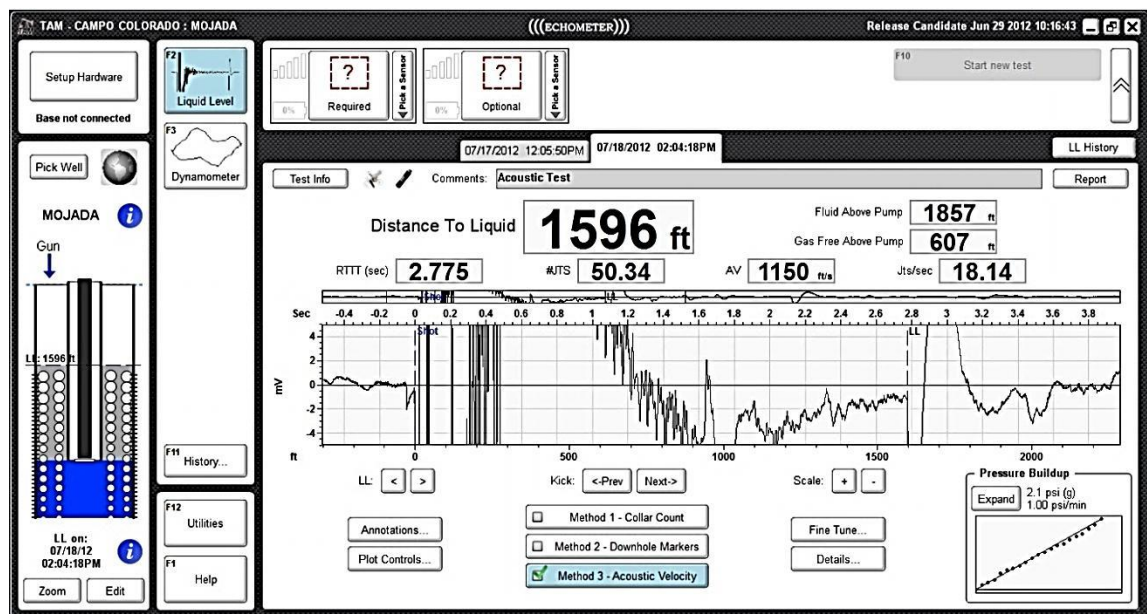 TAM - CAMPO COLORADO : MOJADA
(((ECHOMETER)))
Release Candidate Jun 29 2012 10:16:43
Setup Hardware
Base not connected
F2
Liquid Level
F3
Dynamometer
?
Required
0%
Pick a Sensor
?
Optional
0%
Pick a Sensor
F10
Start new test
Pick Well
MOJADA
Gun
LL: 1596 ft
LL on:
07/18/12
02:04:18PM
Zoom
Edit
F11
History...
F12
Utilities
F1
Help
07/17/2012 12:05:50PM
07/18/2012 02:04:18PM
LL History
Test Info
Comments:
Acoustic Test
Report
Distance To Liquid
1596 ft
Fluid Above Pump
1857 ft
Gas Free Above Pump
607 ft
RTTT (sec)
2.775
#JTS
50.34
AV
1150 ft/s
Jts/sec
18.14
Shot
Sec -0.4 -0.2 0 0.2 0.4 0.6 0.8 1 1.2 1.4 1.6 1.8 2 2.2 2.4 2.6 2.8 3 3.2 3.4 3.6 3.8
Shot
LL
mV
4
2
0
-2
-4
ft 0 500 1000 1500 2000
LL:
<
>
Kick:
<-Prev
Next->
Scale:
+
-
Annotations...
Plot Controls...
Method 1 - Collar Count
Method 2 - Downhole Markers
Method 3 - Acoustic Velocity
Fine Tune...
Details...
Pressure Buildup
Expand
2.1 psi (g)
1.00 psi/min